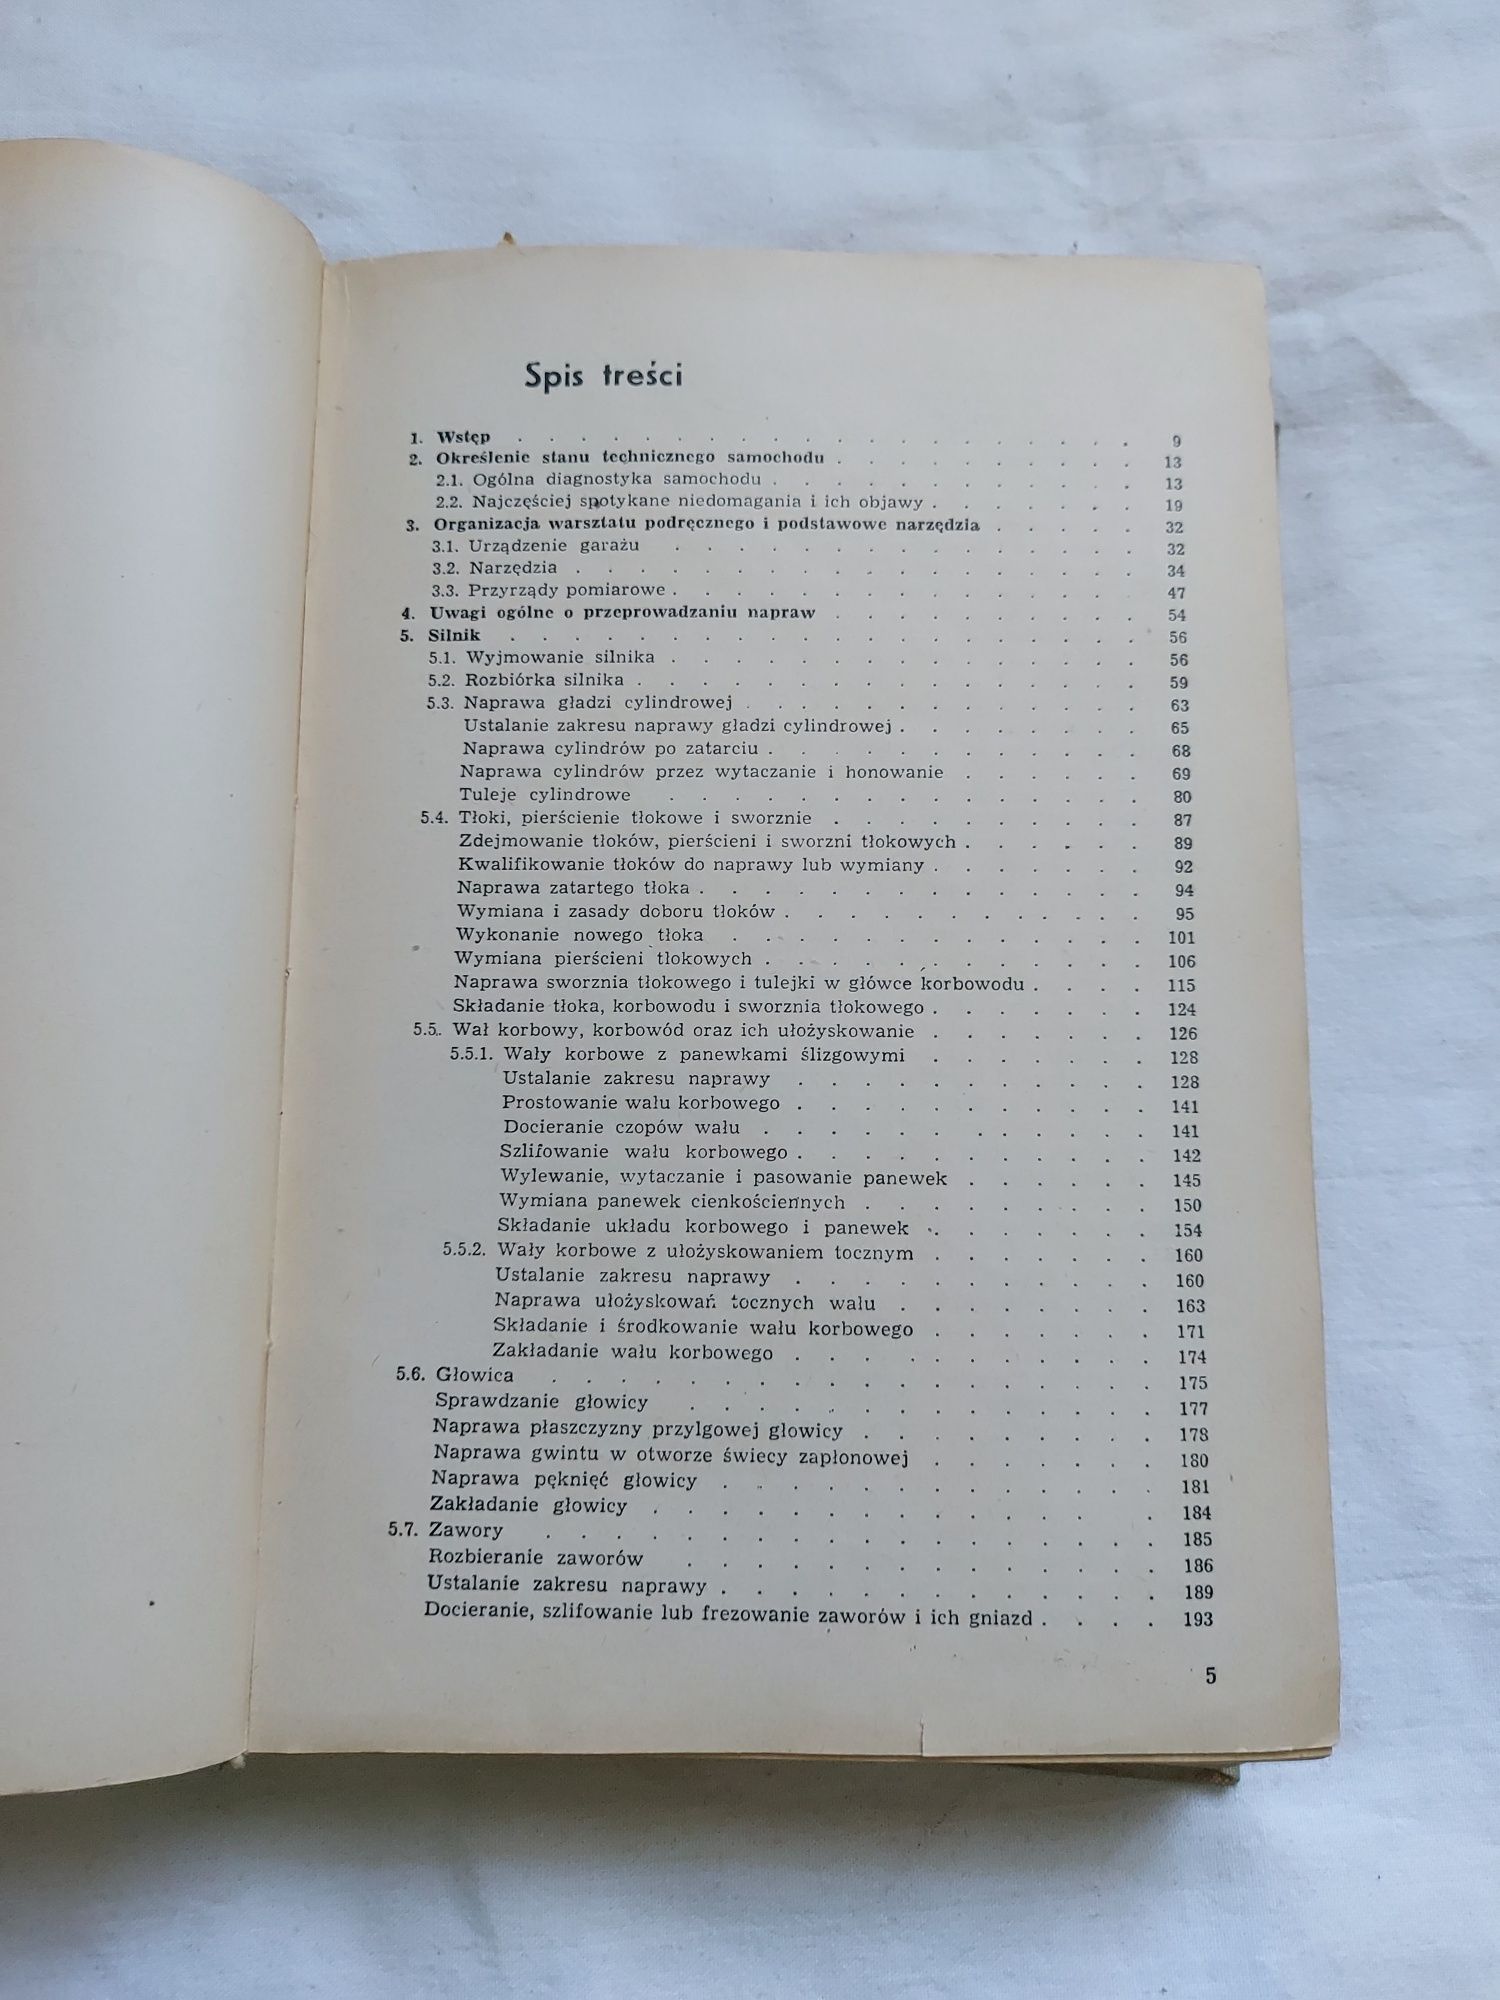 Spis treści
1. Wstęp . . . . . . . . . . . . . . . . . . . 9
2. Określenie stanu technicznego samochodu . . . . . . . . . . 13
2.1. Ogólna diagnostyka samochodu . . . . . . . . . . . . 13
2.2. Najczęściej spotykane niedomagania i ich objawy . . . . . . . 19
3. Organizacja warsztatu podręcznego i podstawowe narzędzia . . . . . 32
3.1. Urządzenie garażu . . . . . . . . . . . . . . . 32
3.2. Narzędzia . . . . . . . . . . . . . . . . . . 34
3.3. Przyrządy pomiarowe . . . . . . . . . . . . . . . 47
4. Uwagi ogólne o przeprowadzaniu napraw . . . . . . . . . . 54
5. Silnik . . . . . . . . . . . . . . . . . . . . 56
5.1. Wyjmowanie silnika . . . . . . . . . . . . . . . 56
5.2. Rozbiórka silnika . . . . . . . . . . . . . . . . 59
5.3. Naprawa gładzi cylindrowej . . . . . . . . . . . . . 63
Ustalanie zakresu naprawy gładzi cylindrowej . . . . . . . . 65
Naprawa cylindrów po zatarciu . . . . . . . . . . . . 68
Naprawa cylindrów przez wytaczanie i honowanie . . . . . . 69
Tuleje cylindrowe . . . . . . . . . . . . . . . 80
5.4. Tłoki, pierścienie tłokowe i sworznie . . . . . . . . . . 87
Zdejmowanie tłoków, pierścieni i sworzni tłokowych . . . . . . 89
Kwalifikowanie tłoków do naprawy lub wymiany . . . . . . . 92
Naprawa zatartego tłoka . . . . . . . . . . . . . . 94
Wymiana i zasady doboru tłoków . . . . . . . . . . . 95
Wykonanie nowego tłoka . . . . . . . . . . . . . 101
Wymiana pierścieni tłokowych . . . . . . . . . . . . 106
Naprawa sworznia tłokowego i tulejki w główce korbowodu . . . . 115
Składanie tłoka, korbowodu i sworznia tłokowego . . . . . . . 124
5.5. Wał korbowy, korbowód oraz ich ułożyskowanie . . . . . . . 126
5.5.1. Wały korbowe z panewkami ślizgowymi . . . . . . . 128
Ustalanie zakresu naprawy . . . . . . . . . . . 128
Prostowanie wału korbowego . . . . . . . . . . . 141
Docieranie czopów wału . . . . . . . . . . . . 141
Szlifowanie wału korbowego . . . . . . . . . . . 142
Wylewanie, wytaczanie i pasowanie panewek . . . . . . 145
Wymiana panewek cienkościennych . . . . . . . . . 150
Składanie układu korbowego i panewek . . . . . . . 154
5.5.2. Wały korbowe z ułożyskowaniem tocznym . . . . . . . 160
Ustalanie zakresu naprawy . . . . . . . . . . . 160
Naprawa ułożyskowań tocznych wału . . . . . . . . 163
Składanie i środkowanie wału korbowego . . . . . . . 171
Zakładanie wału korbowego . . . . . . . . . . . 174
5.6. Głowica . . . . . . . . . . . . . . . . . . 175
Sprawdzanie głowicy . . . . . . . . . . . . . . 177
Naprawa płaszczyzny przylgowej głowicy . . . . . . . . . 178
Naprawa gwintu w otworze świecy zapłonowej . . . . . . . 180
Naprawa pęknięć głowicy . . . . . . . . . . . . . 181
Zakładanie głowicy . . . . . . . . . . . . . . . 184
5.7. Zawory . . . . . . . . . . . . . . . . . . 185
Rozbieranie zaworów . . . . . . . . . . . . . . 186
Ustalanie zakresu naprawy . . . . . . . . . . . . . 189
Docieranie, szlifowanie lub frezowanie zaworów i ich gniazd . . . . 193
5